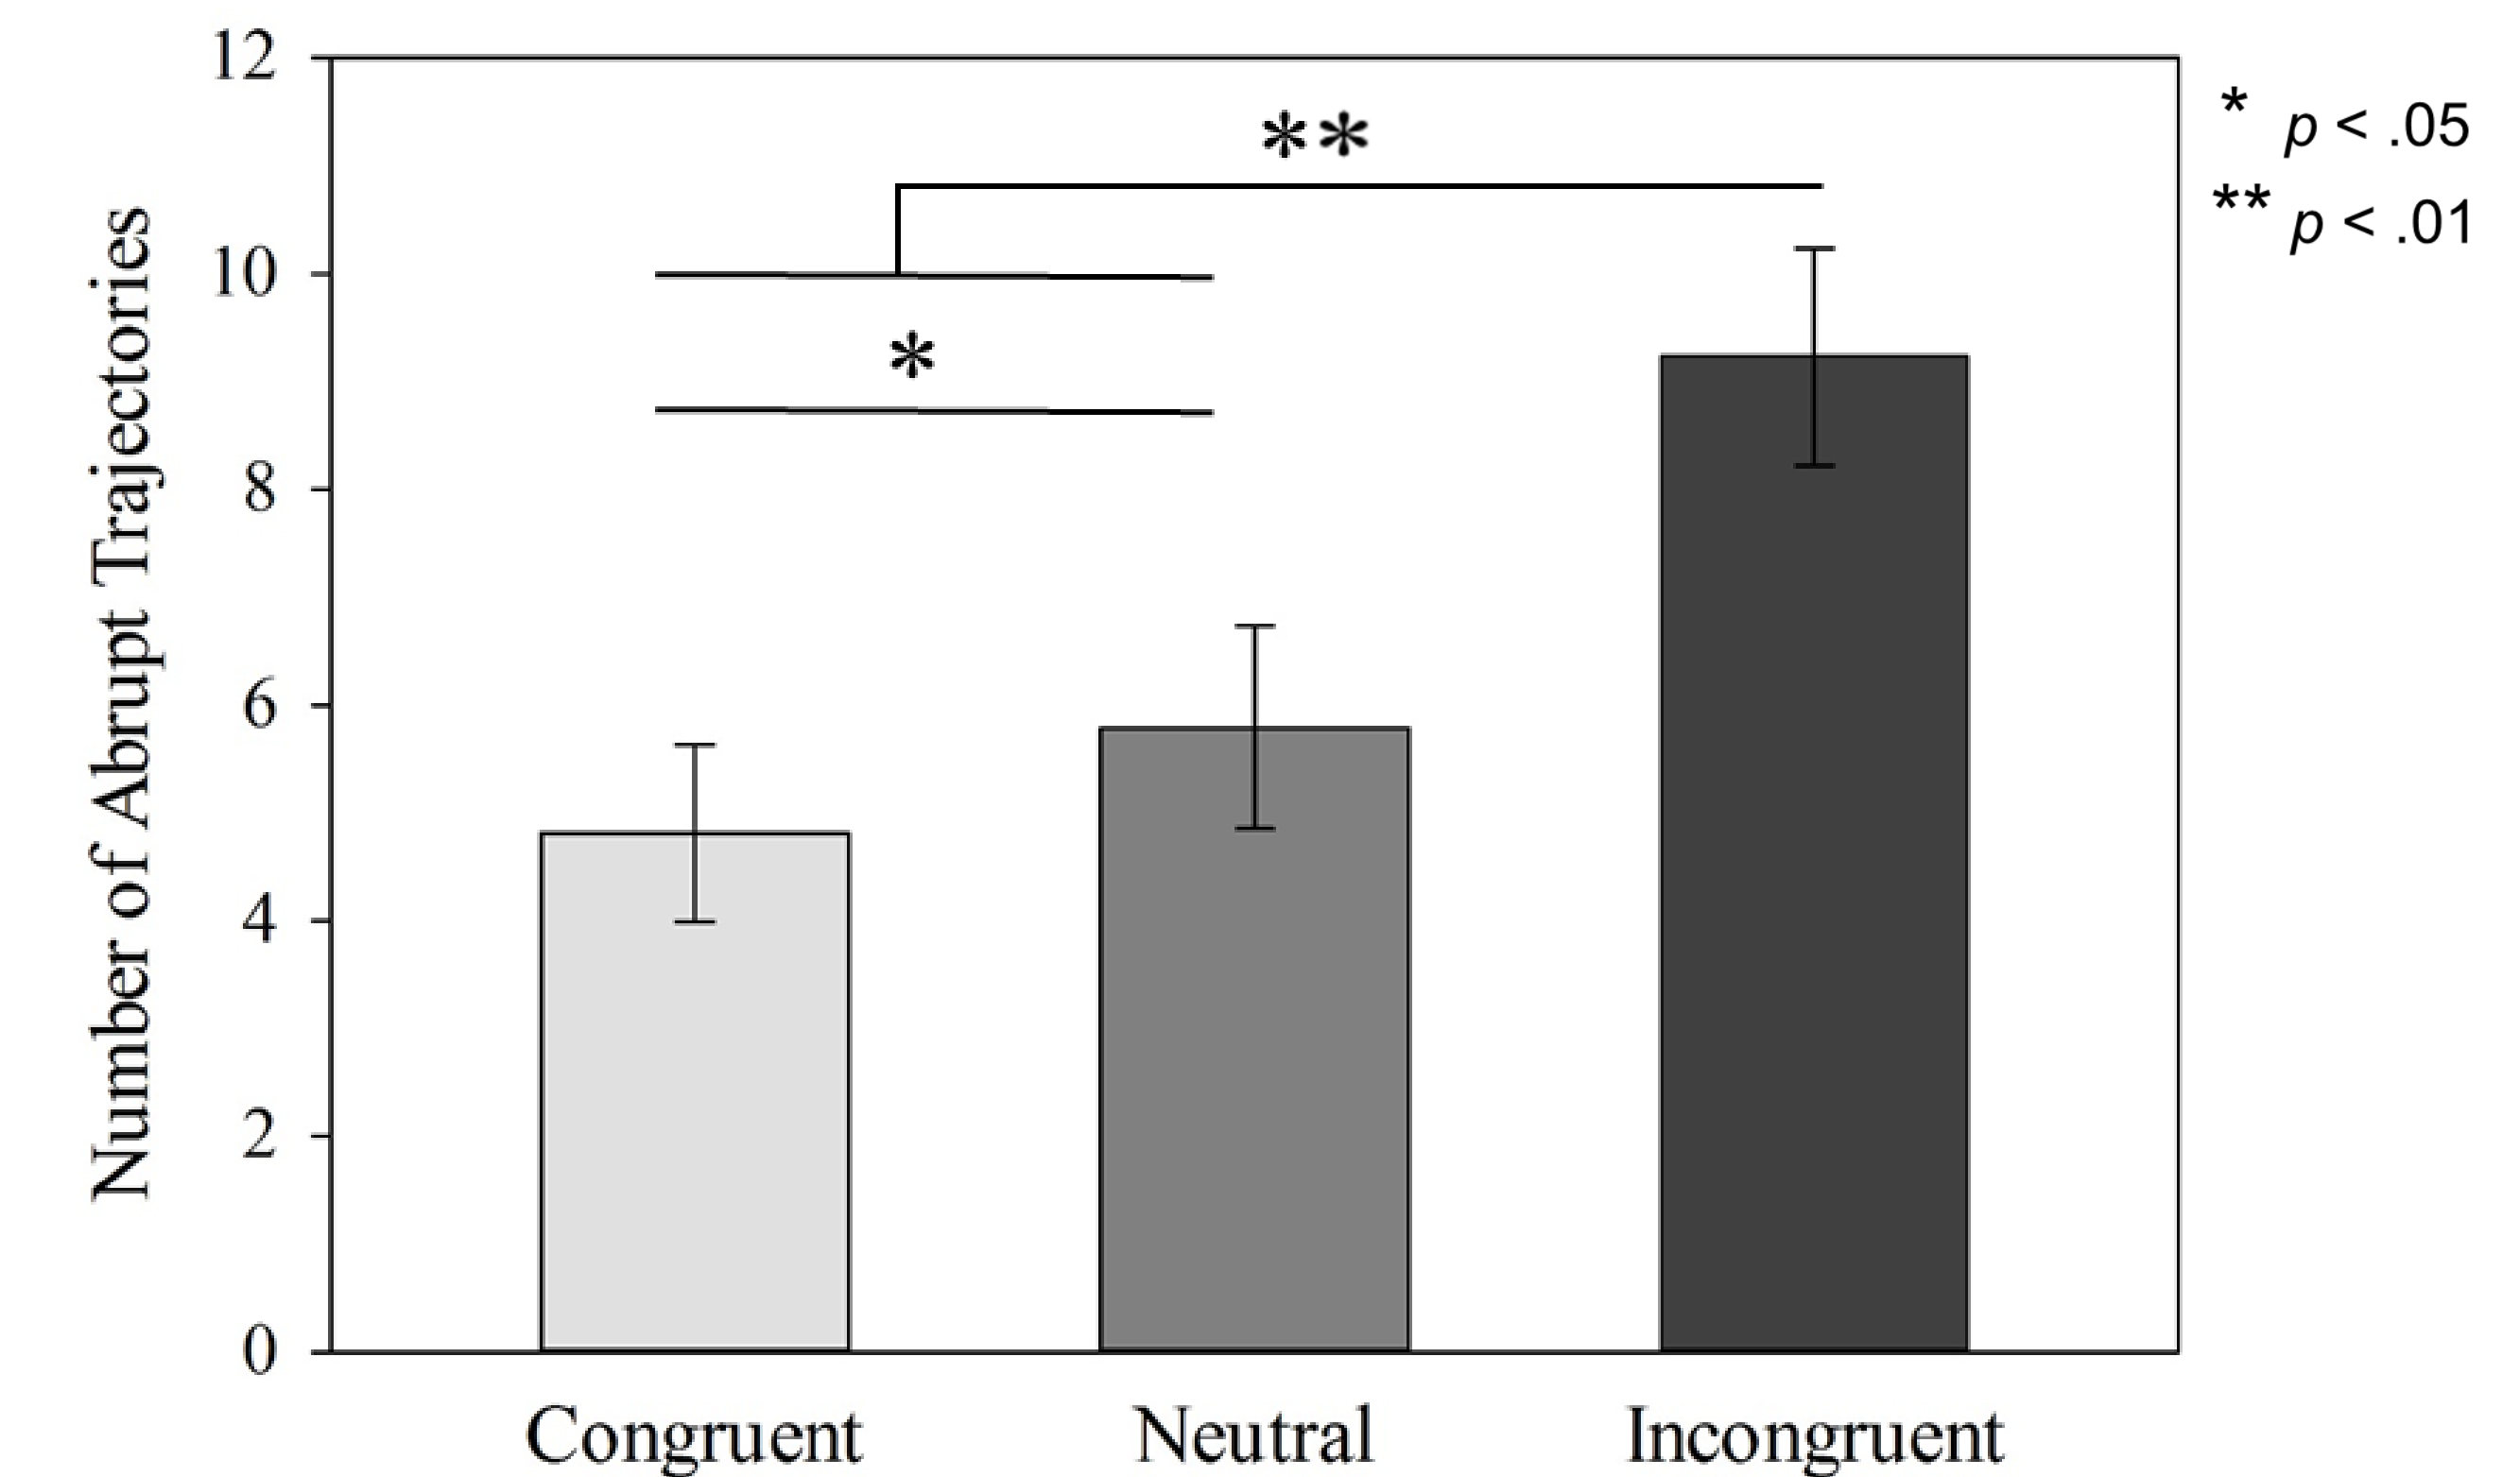 Number of Abrupt Trajectories
12
10
8
6
4
2
0
**
*
* p < .05
** p < .01
Congruent
Neutral
Incongruent